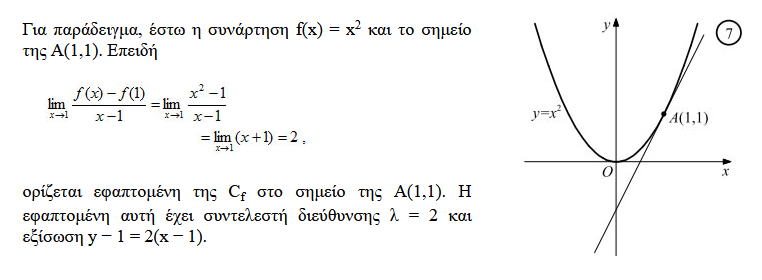 Για παράδειγμα, έστω η συνάρτηση f(x) = x² και το σημείο
της A(1,1). Επειδή
lim_{x→1} \frac{f(x) − f(1)}{x − 1} = lim_{x→1} \frac{x² − 1}{x − 1}
= lim_{x→1} (x + 1) = 2 ,
ορίζεται εφαπτομένη της C_f στο σημείο της A(1,1). Η
εφαπτομένη αυτή έχει συντελεστή διεύθυνσης λ = 2 και
εξίσωση y − 1 = 2(x − 1).
y
7
y=x²
A(1,1)
O
x